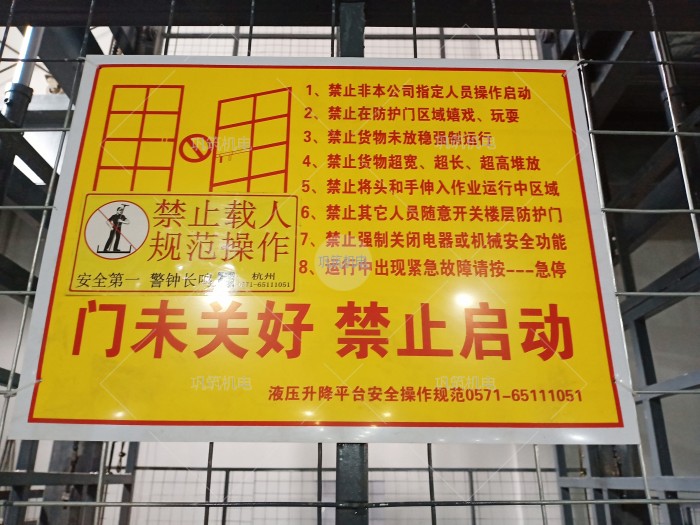 1、禁止非本公司指定人员操作启动
2、禁止在防护门区域嬉戏、玩耍
3、禁止货物未放稳强制运行
4、禁止货物超宽、超长、超高堆放
5、禁止将头和手伸入作业运行中区域
6、禁止其它人员随意开关楼层防护门
7、禁止强制关闭电器或机械安全功能
8、运行中出现紧急故障请按---急停
禁止载人
规范操作
安全第一 警钟长鸣
杭州
0571-65111051
门未关好 禁止启动
液压升降平台安全操作规范0571-65111051
巩筑机电